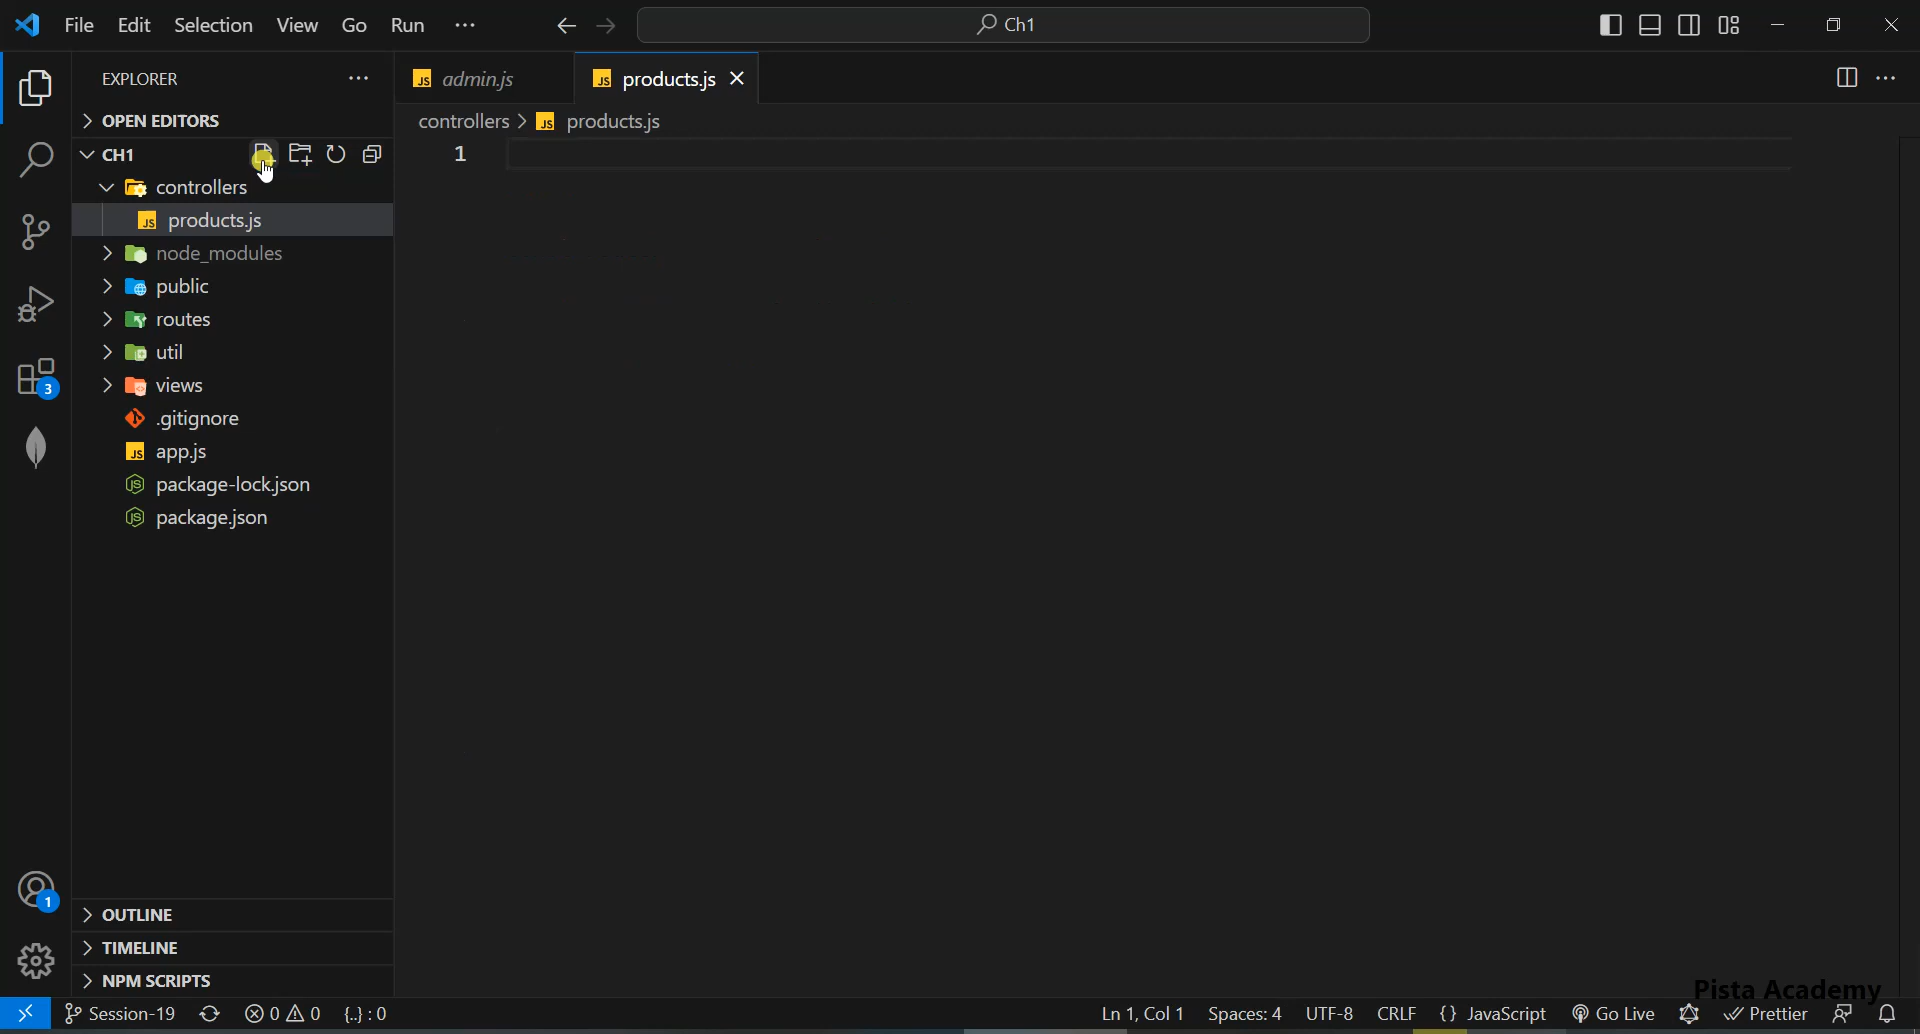 File Edit Selection View Go Run
Ch1
EXPLORER
admin.js
products.js
OPEN EDITORS
controllers > products.js
CH1
1
controllers
products.js
node_modules
public
routes
util
views
.gitignore
app.js
package-lock.json
package.json
3
1
OUTLINE
TIMELINE
NPM SCRIPTS
Pista Academy
Session-19 0 0 {..} : 0 Ln 1, Col 1 Spaces: 4 UTF-8 CRLF {} JavaScript Go Live Prettier